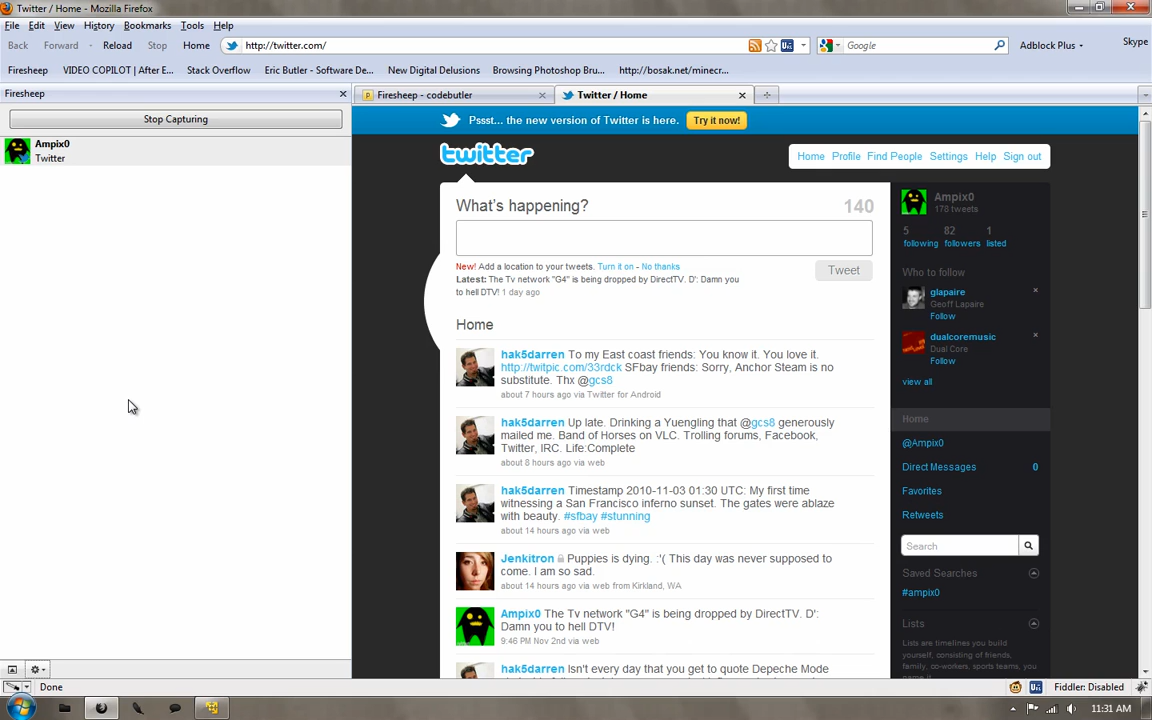 Twitter / Home - Mozilla Firefox
File Edit View History Bookmarks Tools Help
Back Forward Reload Stop Home http://twitter.com/ Google Adblock Plus Skype
Firesheep VIDEO COPILOT | After E... Stack Overflow Eric Butler - Software De... New Digital Delusions Browsing Photoshop Bru... http://bosak.net/minecr...
Firesheep
Firesheep - codebutler Twitter / Home
Stop Capturing
Ampix0
Twitter
Pssst... the new version of Twitter is here. Try it now!
twitter
Home Profile Find People Settings Help Sign out
What's happening? 140
New! Add a location to your tweets. Turn it on - No thanks
Latest: The Tv network "G4" is being dropped by DirectTV. D': Damn you
to hell DTV! 1 day ago
Tweet
Home
hak5darren To my East coast friends: You know it. You love it.
http://twitpic.com/33rdck SFbay friends: Sorry, Anchor Steam is no
substitute. Thx @gcs8
about 7 hours ago via Twitter for Android
hak5darren Up late. Drinking a Yuengling that @gcs8 generously
mailed me. Band of Horses on VLC. Trolling forums, Facebook,
Twitter, IRC. Life:Complete
about 8 hours ago via web
hak5darren Timestamp 2010-11-03 01:30 UTC: My first time
witnessing a San Francisco inferno sunset. The gates were ablaze
with beauty. #sfbay #stunning
about 14 hours ago via web
Jenkitron Puppies is dying. :'( This day was never supposed to
come. I am so sad.
about 14 hours ago via web from Kirkland, WA
Ampix0 The Tv network "G4" is being dropped by DirectTV. D':
Damn you to hell DTV!
9:46 PM Nov 2nd via web
hak5darren Isn't every day that you get to quote Depeche Mode
Ampix0
178 tweets
5 82 1
following followers listed
Who to follow
glapaire
Geoff Lapaire
Follow
dualcoremusic
Dual Core
Follow
view all
Home
@Ampix0
Direct Messages 0
Favorites
Retweets
Search
Saved Searches
#ampix0
Lists
Lists are timelines you build
yourself, consisting of friends,
family, co-workers, sports teams, you
Done
Fiddler: Disabled
11:31 AM